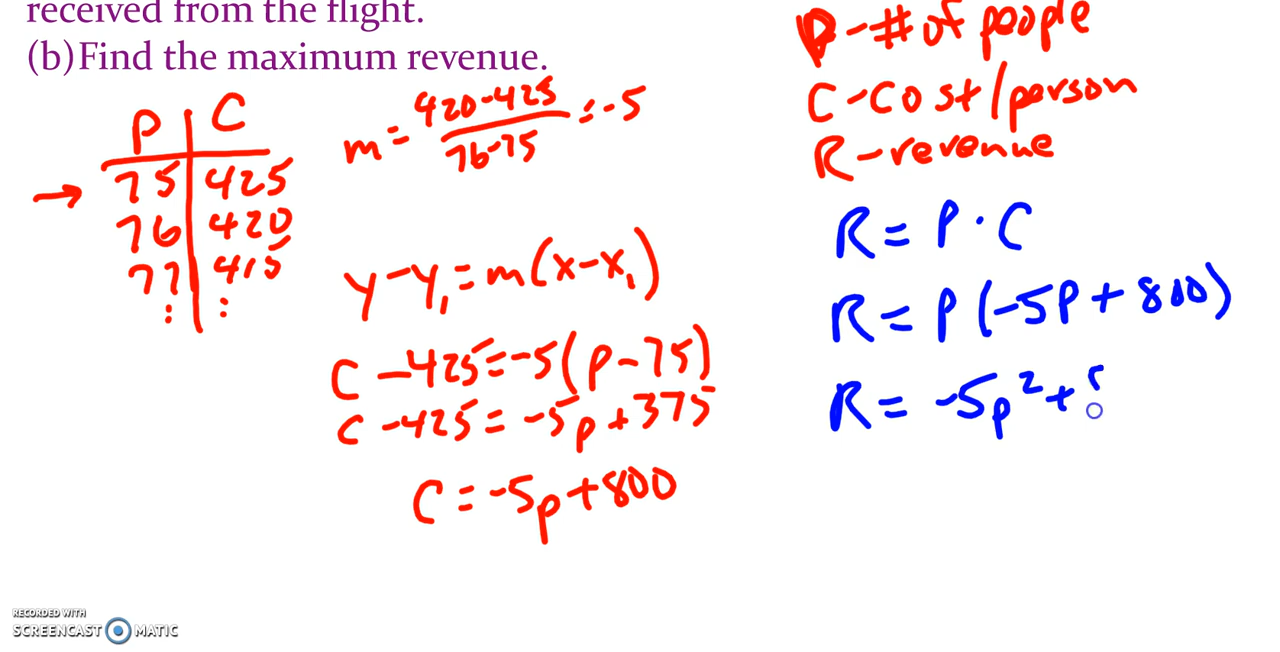 received from the flight.
(b) Find the maximum revenue.
P C
75 425
76 420
77 415
: :
m = 420-425 / 76-75 = -5
y - y₁ = m(x - x₁)
C - 425 = -5(p - 75)
C - 425 = -5p + 375
C = -5p + 800
P - # of people
C - cost/person
R - revenue
R = P · C
R = P(-5P + 800)
R = -5p² +
RECORDED WITH
SCREENCAST MATIC